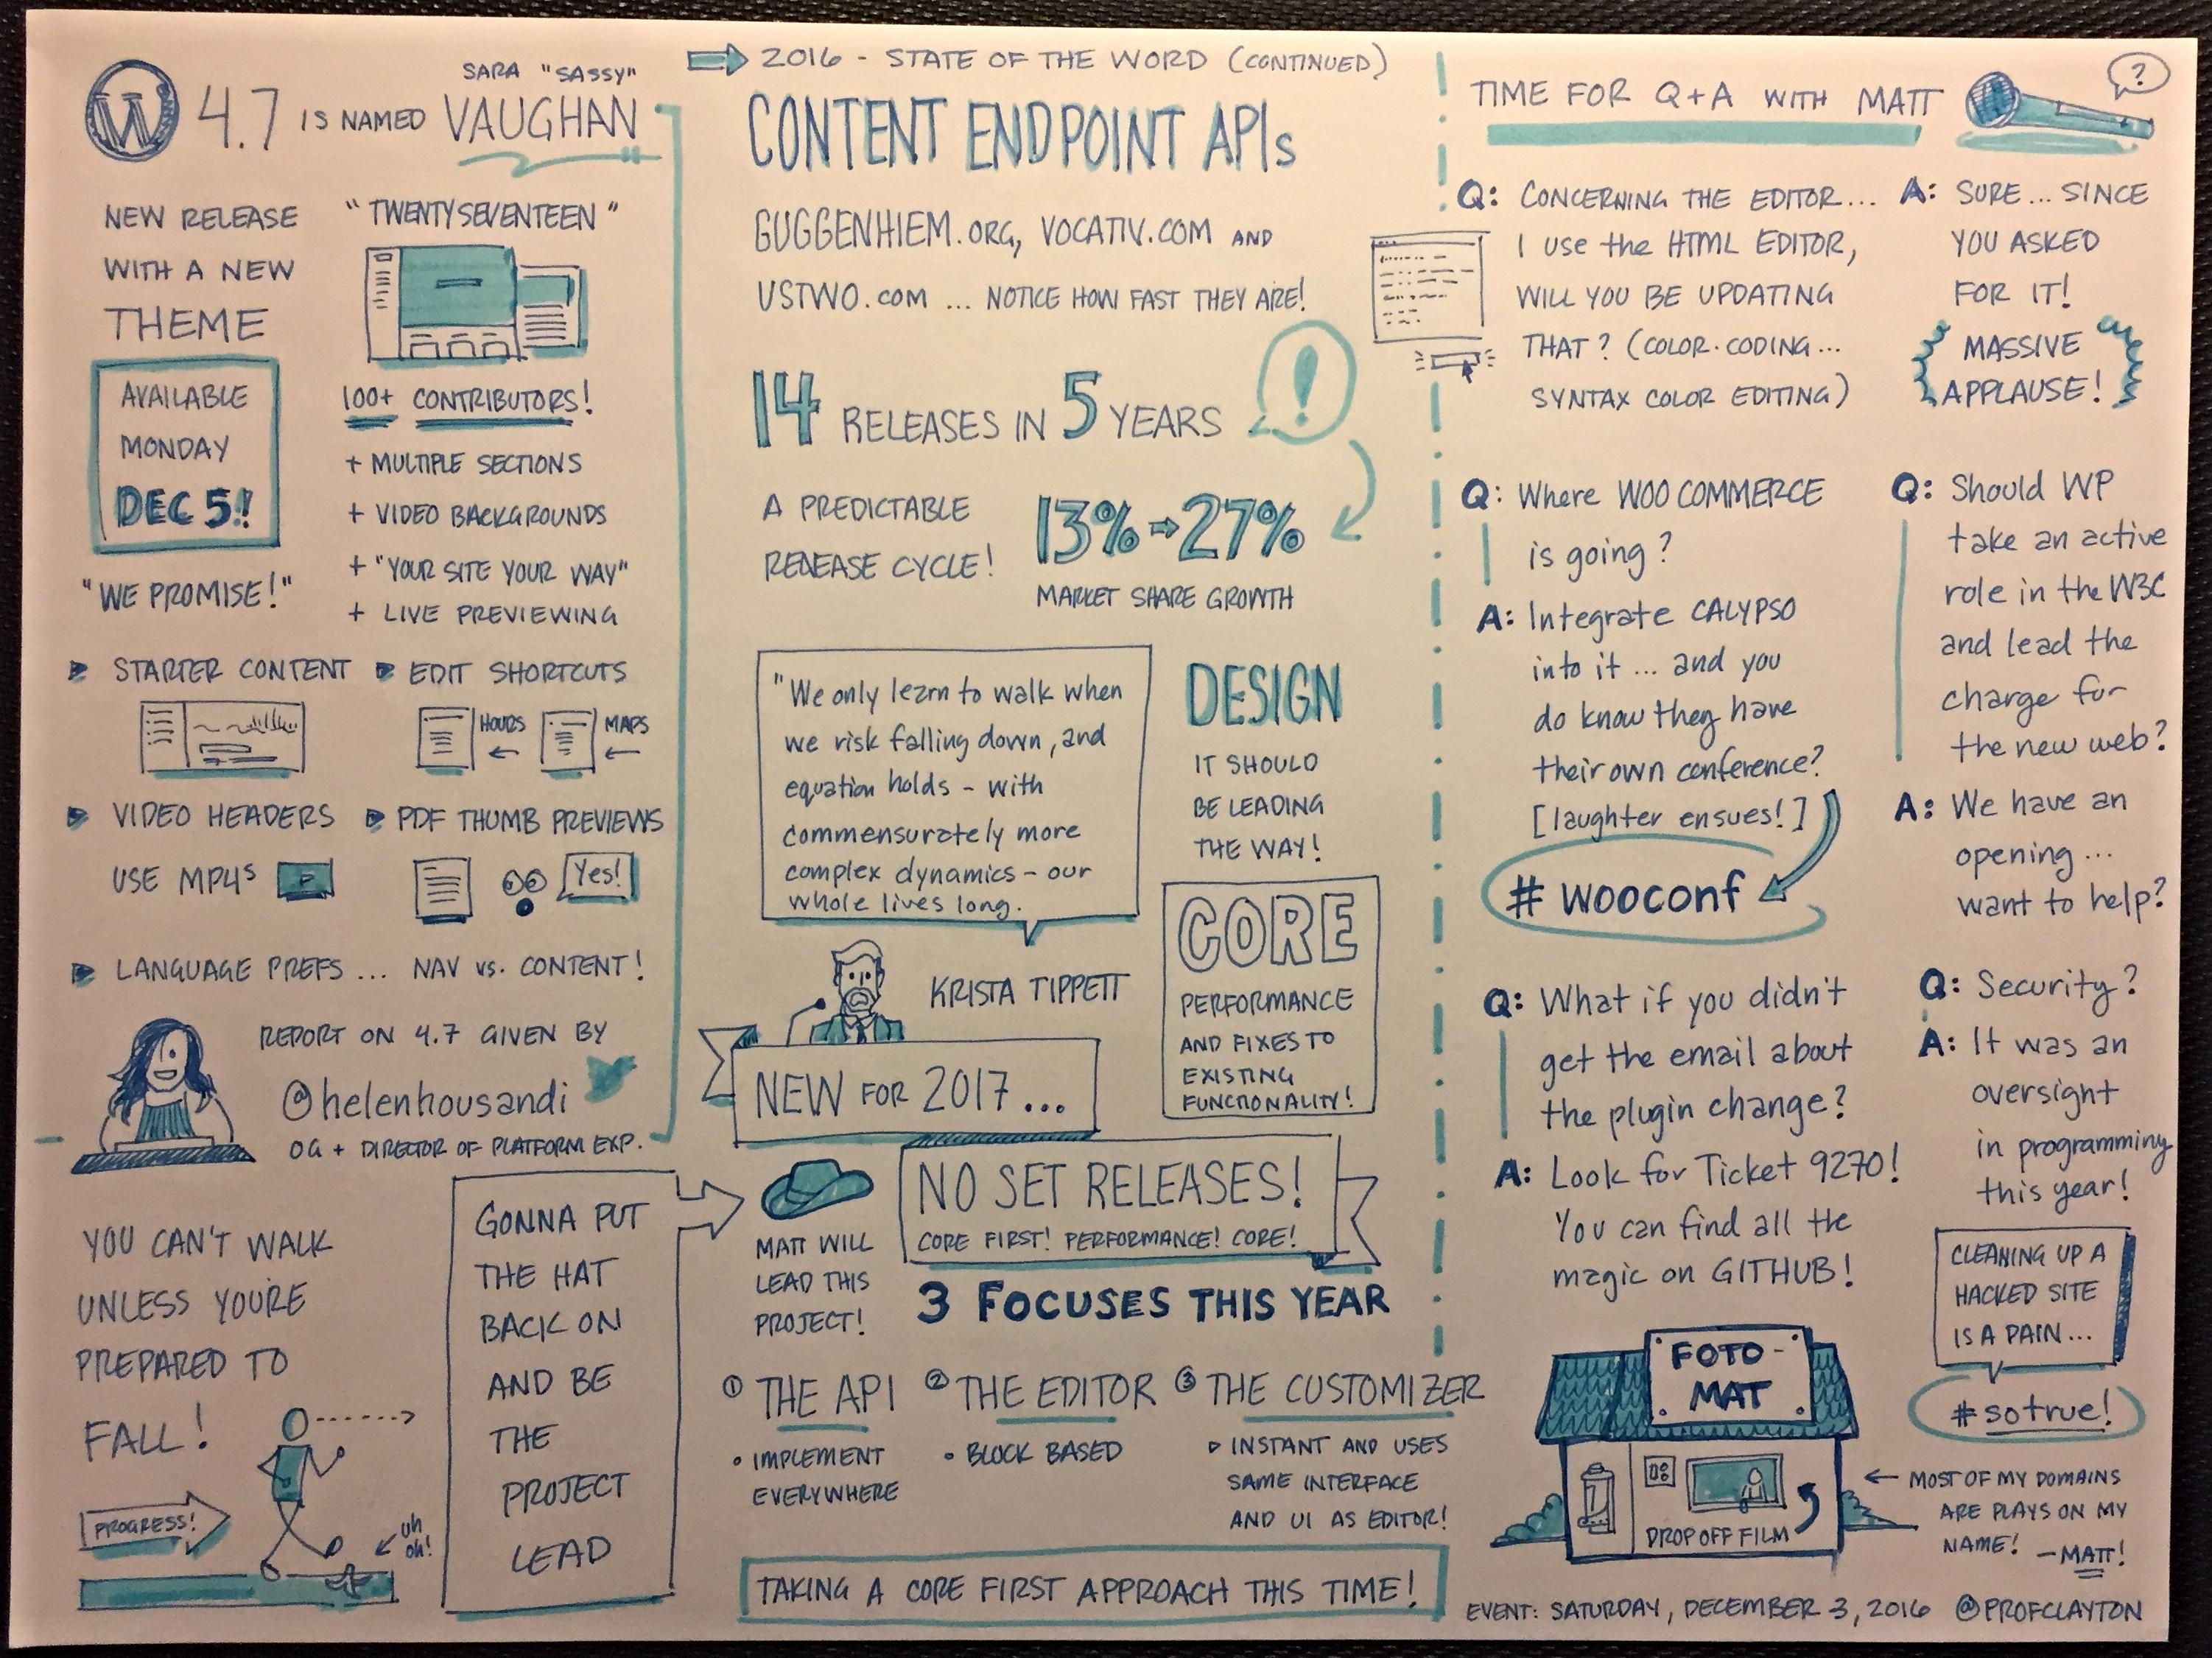 W 4.7 IS NAMED SARA "SASSY" VAUGHAN
NEW RELEASE
WITH A NEW
THEME
AVAILABLE
MONDAY
DEC 5!!
"WE PROMISE!"
"TWENTYSEVENTEEN"
100+ CONTRIBUTORS!
+ MULTIPLE SECTIONS
+ VIDEO BACKGROUNDS
+ "YOUR SITE YOUR WAY"
+ LIVE PREVIEWING
STARTER CONTENT
EDIT SHORTCUTS
HOURS
MAPS
VIDEO HEADERS
USE MP4s
PDF THUMB PREVIEWS
Yes!
LANGUAGE PREFS... NAV vs. CONTENT!
REPORT ON 4.7 GIVEN BY
@helenhousandi
OG + DIRECTOR OF PLATFORM EXP.
YOU CAN'T WALK
UNLESS YOU'RE
PREPARED TO
FALL!
PROGRESS!
uh
oh!
GONNA PUT
THE HAT
BACK ON
AND BE
THE
PROJECT
LEAD
2016 - STATE OF THE WORD (CONTINUED)
CONTENT ENDPOINT APIs
GUGGENHIEM.ORG, VOCATIV.COM AND
USTWO.COM ... NOTICE HOW FAST THEY ARE!
14 RELEASES IN 5 YEARS
!
A PREDICTABLE
RELEASE CYCLE!
13% → 27%
MARKET SHARE GROWTH
"We only learn to walk when
we risk falling down, and
equation holds - with
commensurately more
complex dynamics - our
whole lives long.
KRISTA TIPPETT
DESIGN
IT SHOULD
BE LEADING
THE WAY!
CORE
PERFORMANCE
AND FIXES TO
EXISTING
FUNCTIONALITY!
NEW FOR 2017...
NO SET RELEASES!
CORE FIRST! PERFORMANCE! CORE!
MATT WILL
LEAD THIS
PROJECT!
3 FOCUSES THIS YEAR
① THE API
• IMPLEMENT
EVERYWHERE
② THE EDITOR
• BLOCK BASED
③ THE CUSTOMIZER
INSTANT AND USES
SAME INTERFACE
AND UI AS EDITOR!
TAKING A CORE FIRST APPROACH THIS TIME!
TIME FOR Q+A WITH MATT
?
Q: CONCERNING THE EDITOR...
I use the HTML EDITOR,
WILL YOU BE UPDATING
THAT? (COLOR-CODING...
SYNTAX COLOR EDITING)
A: SURE... SINCE
YOU ASKED
FOR IT!
MASSIVE
APPLAUSE!
Q: Where WOO COMMERCE
is going?
A: Integrate CALYPSO
into it ... and you
do know they have
their own conference?
[laughter ensues!]
# wooconf
Q: Should WP
take an active
role in the W3C
and lead the
charge for
the new web?
A: We have an
opening...
want to help?
Q: What if you didn't
get the email about
the plugin change?
A: Look for Ticket 9270!
You can find all the
magic on GITHUB!
Q: Security?
A: It was an
oversight
in programming
this year!
CLEANING UP A
HACKED SITE
IS A PAIN...
#sotrue!
FOTO-
MAT
DROP OFF FILM
MOST OF MY DOMAINS
ARE PLAYS ON MY
NAME! - MATT!
EVENT: SATURDAY, DECEMBER 3, 2016 @PROFCLAYTON